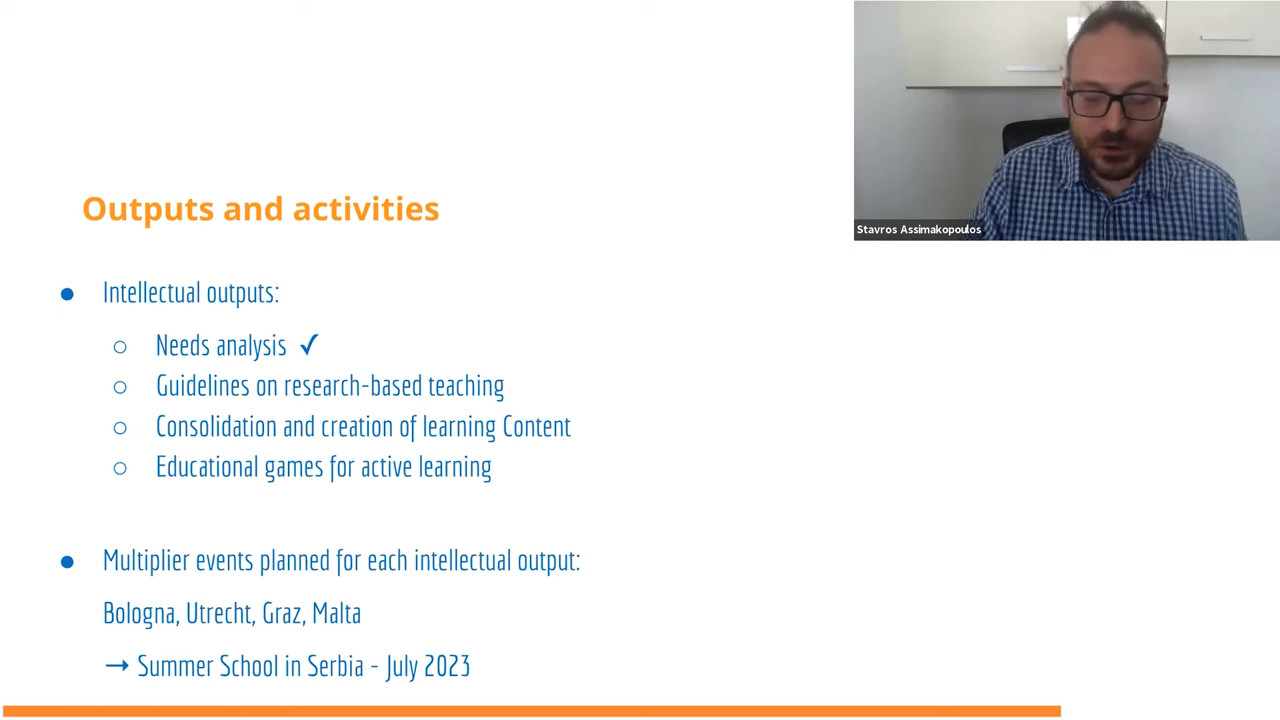 Stavros Assimakopoulos
Outputs and activities
● Intellectual outputs:
○ Needs analysis ✓
○ Guidelines on research-based teaching
○ Consolidation and creation of learning Content
○ Educational games for active learning
● Multiplier events planned for each intellectual output:
Bologna, Utrecht, Graz, Malta
→ Summer School in Serbia - July 2023